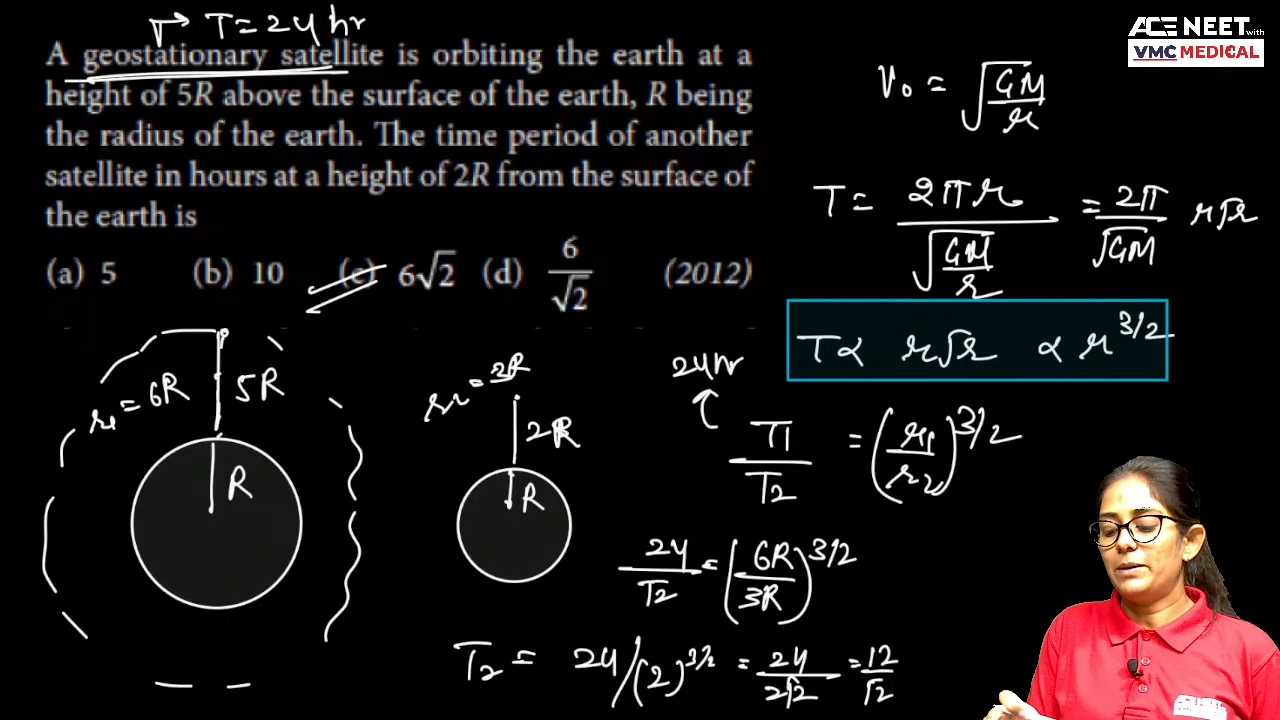 T = 24 hr
A geostationary satellite is orbiting the earth at a
height of 5R above the surface of the earth, R being
the radius of the earth. The time period of another
satellite in hours at a height of 2R from the surface of
the earth is
(a) 5 (b) 10 (c) 6√2 (d) 6/√2 (2012)
ACE NEET with
VMC MEDICAL
V₀ = √(GM/r)
T = 2πr/√(GM/r) = 2π/√GM r√r
T ∝ r√r ∝ r^3/2
r₁ = 6R
5R
R
r₂ = 3R
2R
R
24hr
T1/T2 = (r₁/r₂)^3/2
24/T2 = (6R/3R)^3/2
T2 = 24/(2)^3/2 = 24/2√2 = 12/√2